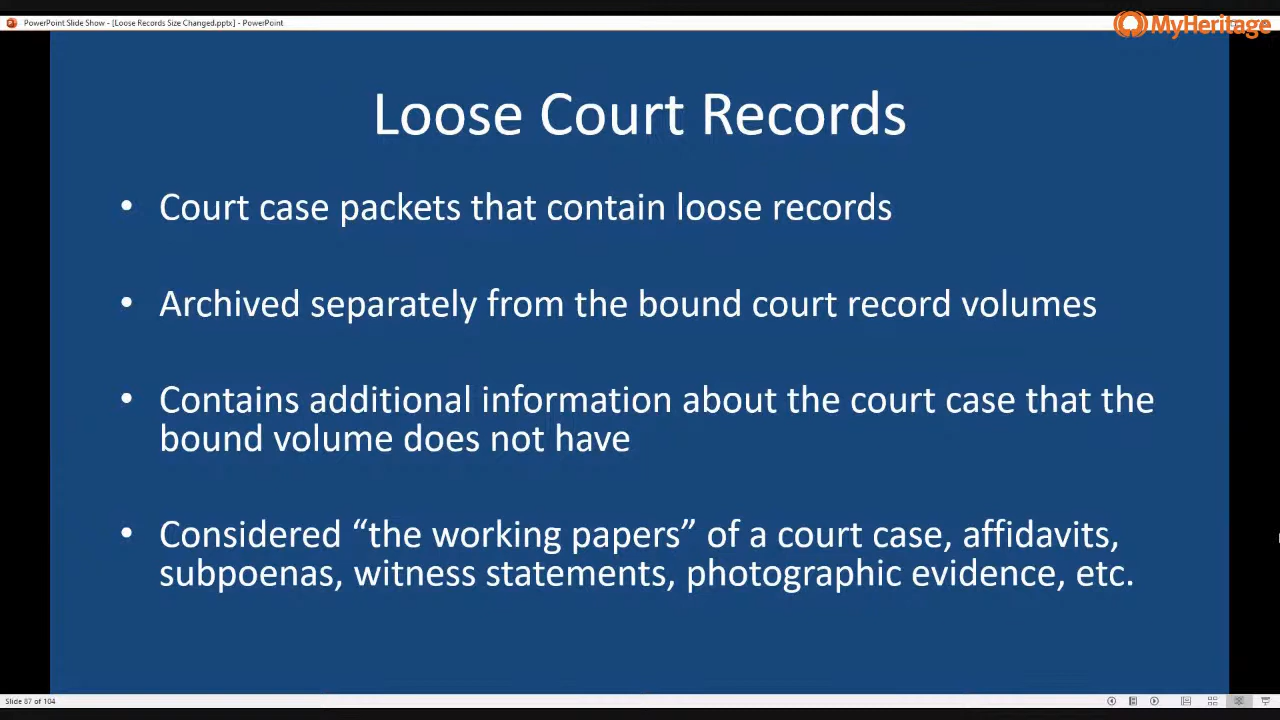 PowerPoint Slide Show - [Loose Records Size Changed.pptx] - PowerPoint
MyHeritage
Loose Court Records
• Court case packets that contain loose records
• Archived separately from the bound court record volumes
• Contains additional information about the court case that the
bound volume does not have
• Considered “the working papers” of a court case, affidavits,
subpoenas, witness statements, photographic evidence, etc.
Slide 87 of 104